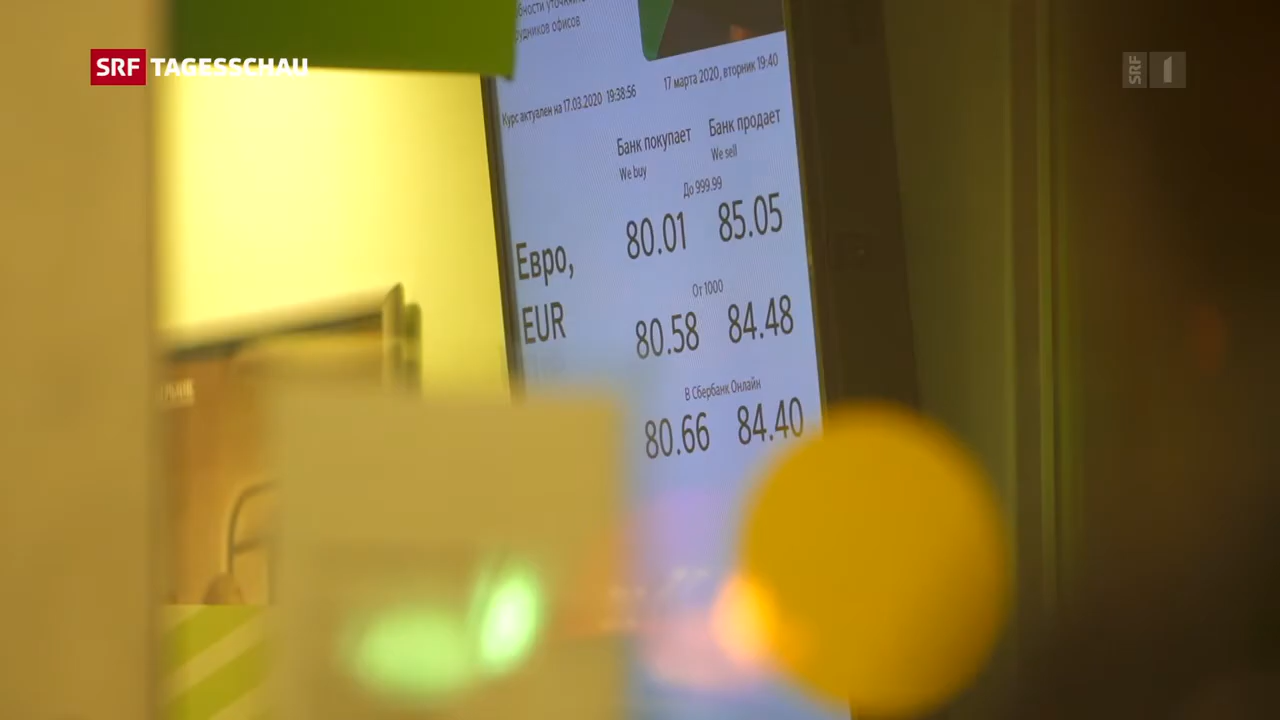 SRF TAGESSCHAU
SRF 1
17 марта 2020, вторник 19:40
Курс актуален на 17.03.2020 19:38:56
Банк покупает Банк продает
We buy We sell
До 999.99
80.01 85.05
Евро,
EUR
От 1000
80.58 84.48
В Сбербанк Онлайн
80.66 84.40